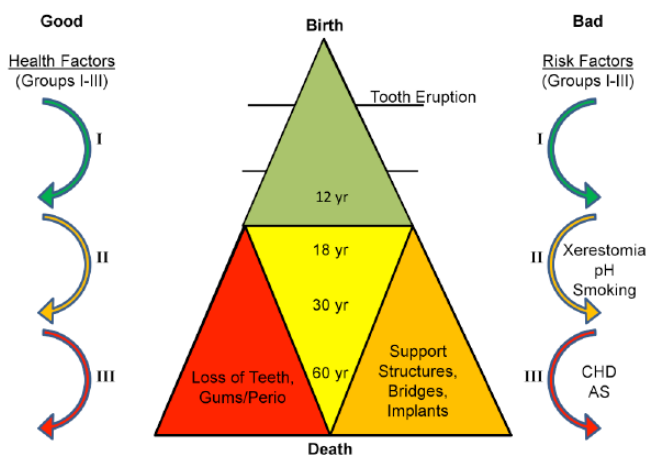 Good
Birth
Bad
Health Factors
(Groups I-III)
Risk Factors
(Groups I-III)
Tooth Eruption
I
I
12 yr
II
18 yr
II
Xerestomia
pH
Smoking
30 yr
III
Loss of Teeth,
Gums/Perio
60 yr
Support
Structures,
Bridges,
Implants
III
CHD
AS
Death